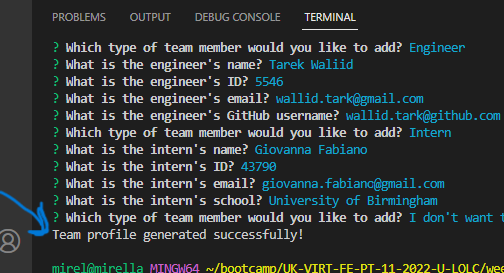 PROBLEMS OUTPUT DEBUG CONSOLE TERMINAL
? Which type of team member would you like to add? Engineer
? What is the engineer's name? Tarek Waliid
? What is the engineer's ID? 5546
? What is the engineer's email? wallid.tark@gmail.com
? What is the engineer's GitHub username? wallid.tark@github.com
? Which type of team member would you like to add? Intern
? What is the intern's name? Giovanna Fabiano
? What is the intern's ID? 43790
? What is the intern's email? giovanna.fabiano@gmail.com
? What is the intern's school? University of Birmingham
? Which type of team member would you like to add? I don't want t
Team profile generated successfully!
mirel@mirella MINGW64 ~/bootcamp/UK-VIRT-FE-PT-11-2022-U-LOLC/wee